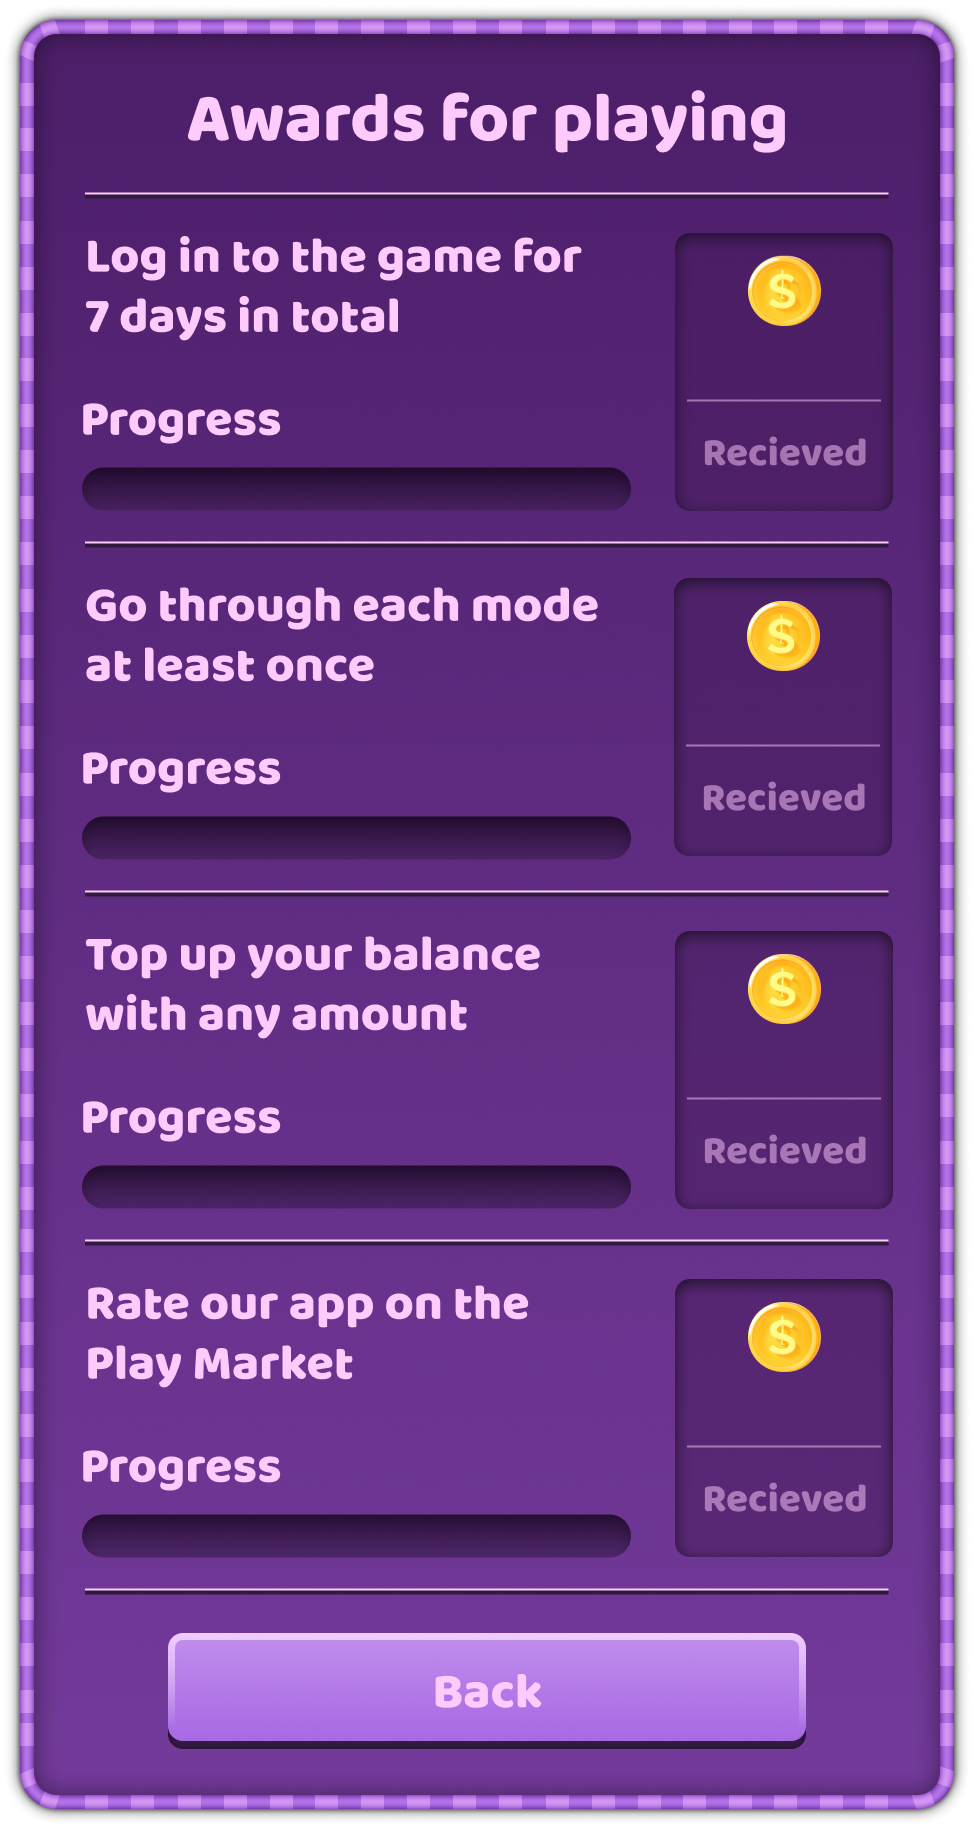 Awards for playing
Log in to the game for
7 days in total
$
Progress
Recieved
Go through each mode
at least once
$
Progress
Recieved
Top up your balance
with any amount
$
Progress
Recieved
Rate our app on the
Play Market
$
Progress
Recieved
Back